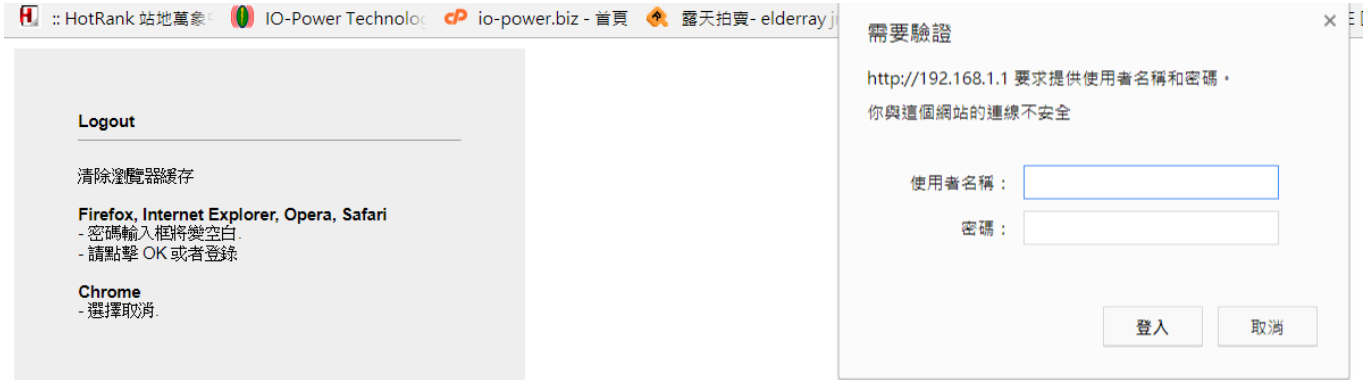 :: HotRank 站地萬象 IO-Power Technolog io-power.biz - 首頁 露天拍賣- elderray ji
Logout
清除瀏覽器緩存
Firefox, Internet Explorer, Opera, Safari
- 密碼輸入框將變空白.
- 請點擊 OK 或者登錄
Chrome
- 選擇取消.
需要驗證
http://192.168.1.1 要求提供使用者名稱和密碼。
你與這個網站的連線不安全
使用者名稱：
密碼：
登入 取消